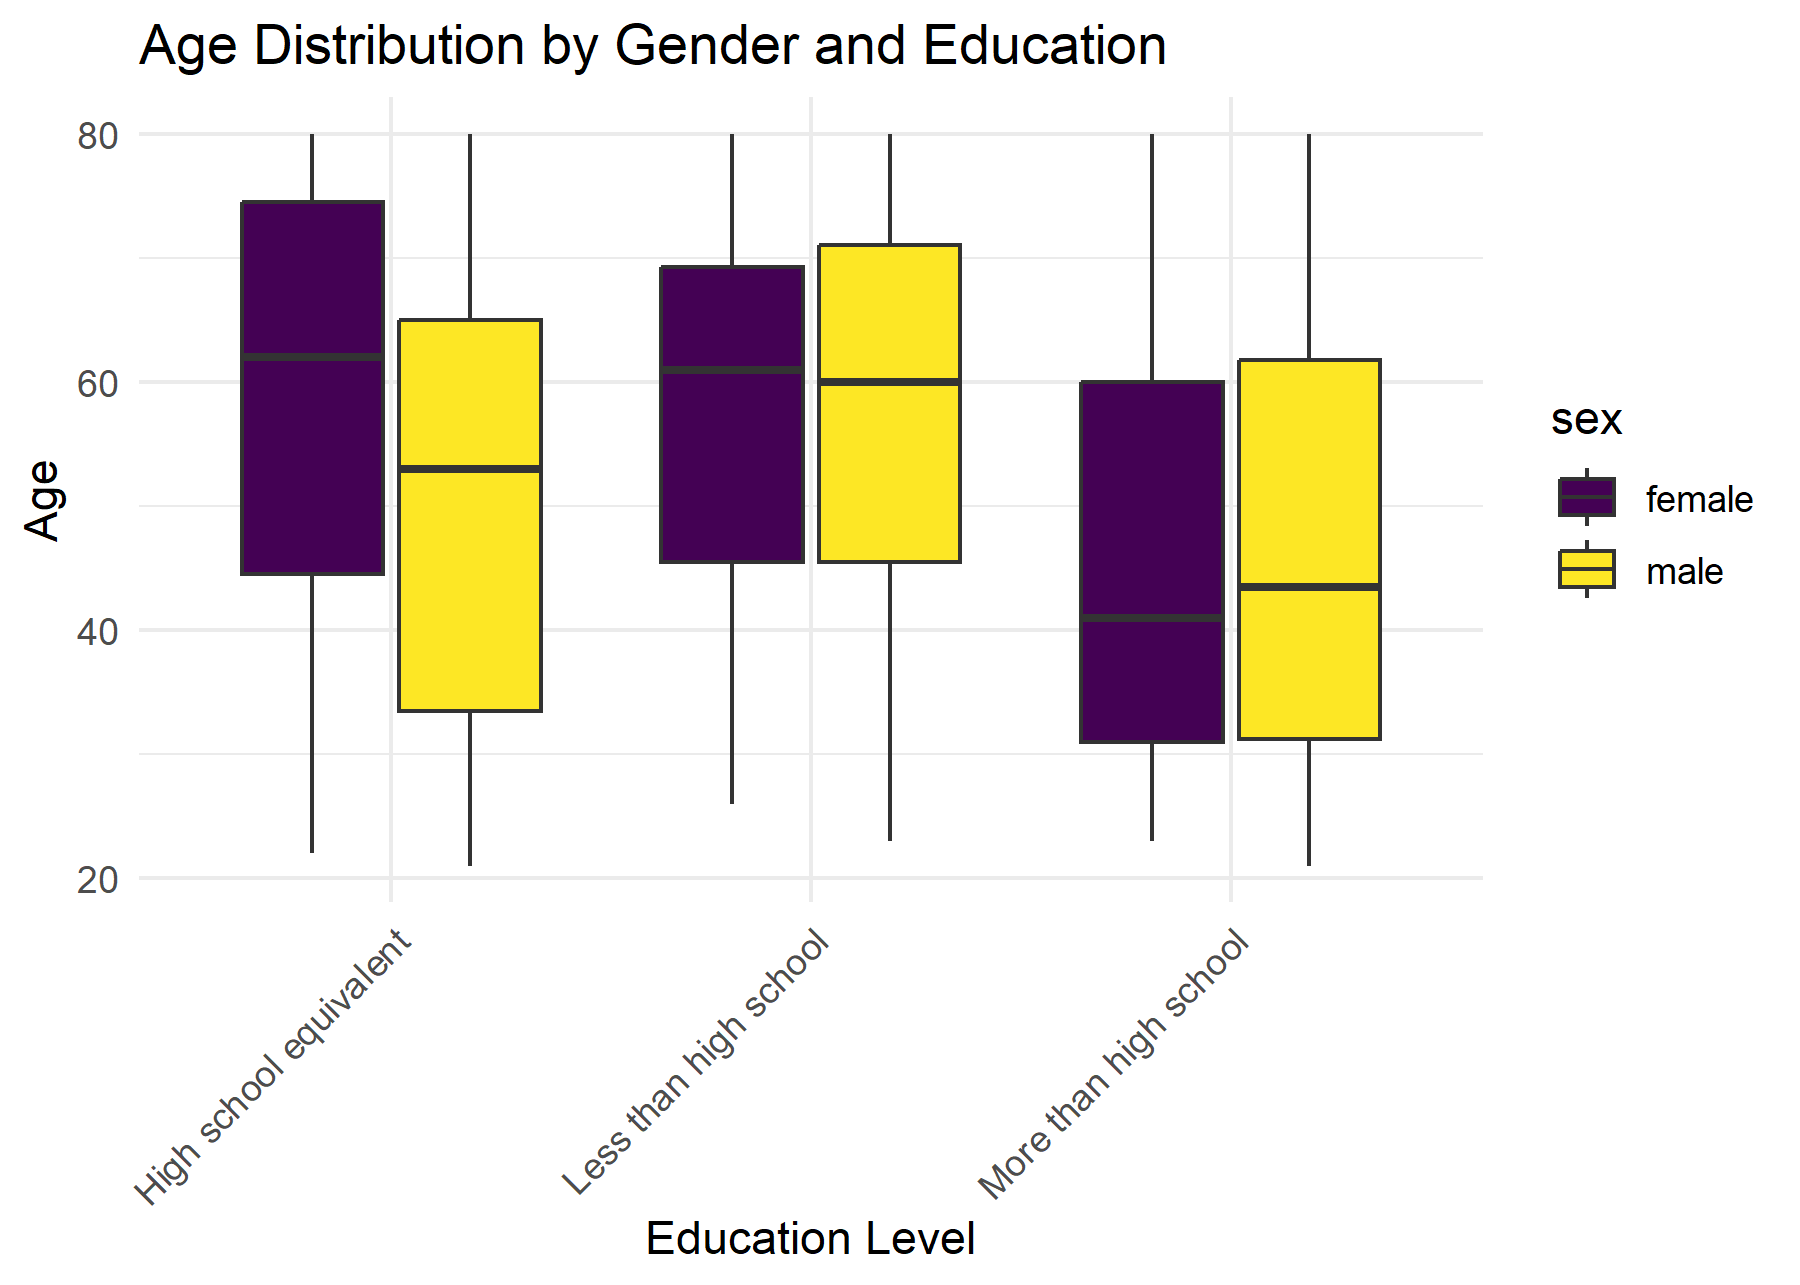 Age Distribution by Gender and Education
80
60
40
20
Age
High school equivalent
Less than high school
More than high school
Education Level
sex
female
male